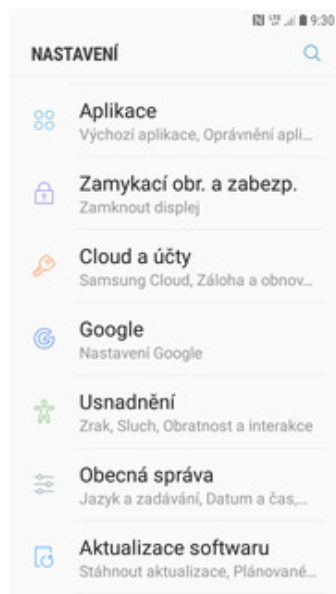 9:30
NASTAVENÍ
Aplikace
Výchozí aplikace, Oprávnění apli...
Zamykací obr. a zabezp.
Zamknout displej
Cloud a účty
Samsung Cloud, Záloha a obnov...
Google
Nastavení Google
Usnadnění
Zrak, Sluch, Obratnost a interakce
Obecná správa
Jazyk a zadávání, Datum a čas,...
Aktualizace softwaru
Stáhnout aktualizace, Plánované...